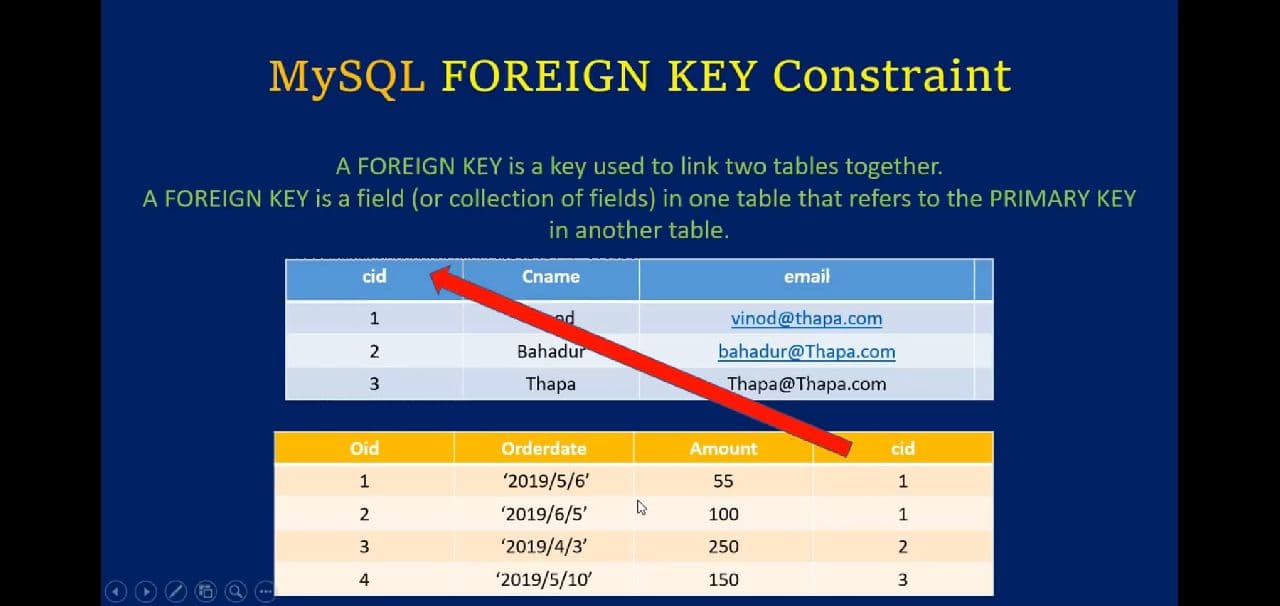 MySQL FOREIGN KEY Constraint
A FOREIGN KEY is a key used to link two tables together.
A FOREIGN KEY is a field (or collection of fields) in one table that refers to the PRIMARY KEY
in another table.
cid Cname email
1 vinod@thapa.com
2 Bahadur bahadur@Thapa.com
3 Thapa Thapa@Thapa.com
Oid Orderdate Amount cid
1 ‘2019/5/6’ 55 1
2 ‘2019/6/5’ 100 1
3 ‘2019/4/3’ 250 2
4 ‘2019/5/10’ 150 3